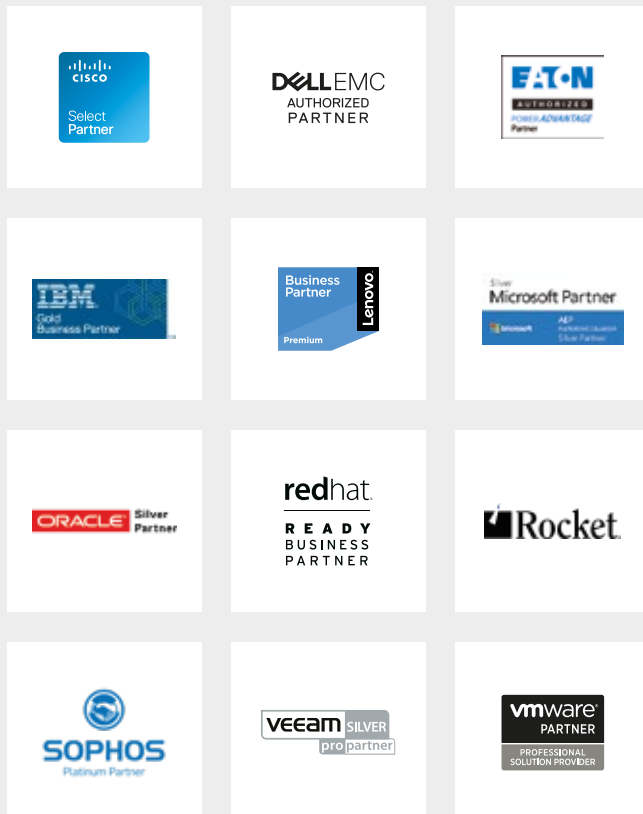 CISCO
Select
Partner
DELLEMC
AUTHORIZED
PARTNER
EATON
AUTHORIZED
POWER ADVANTAGE
Partner
IBM
Gold
Business Partner
Business
Partner
Premium
Lenovo
Silver
Microsoft Partner
Microsoft
AEP
Silver Partner
ORACLE
Silver
Partner
redhat.
READY
BUSINESS
PARTNER
Rocket
SOPHOS
Platinum Partner
veeam SILVER
pro partner
vmware®
PARTNER
PROFESSIONAL
SOLUTION PROVIDER